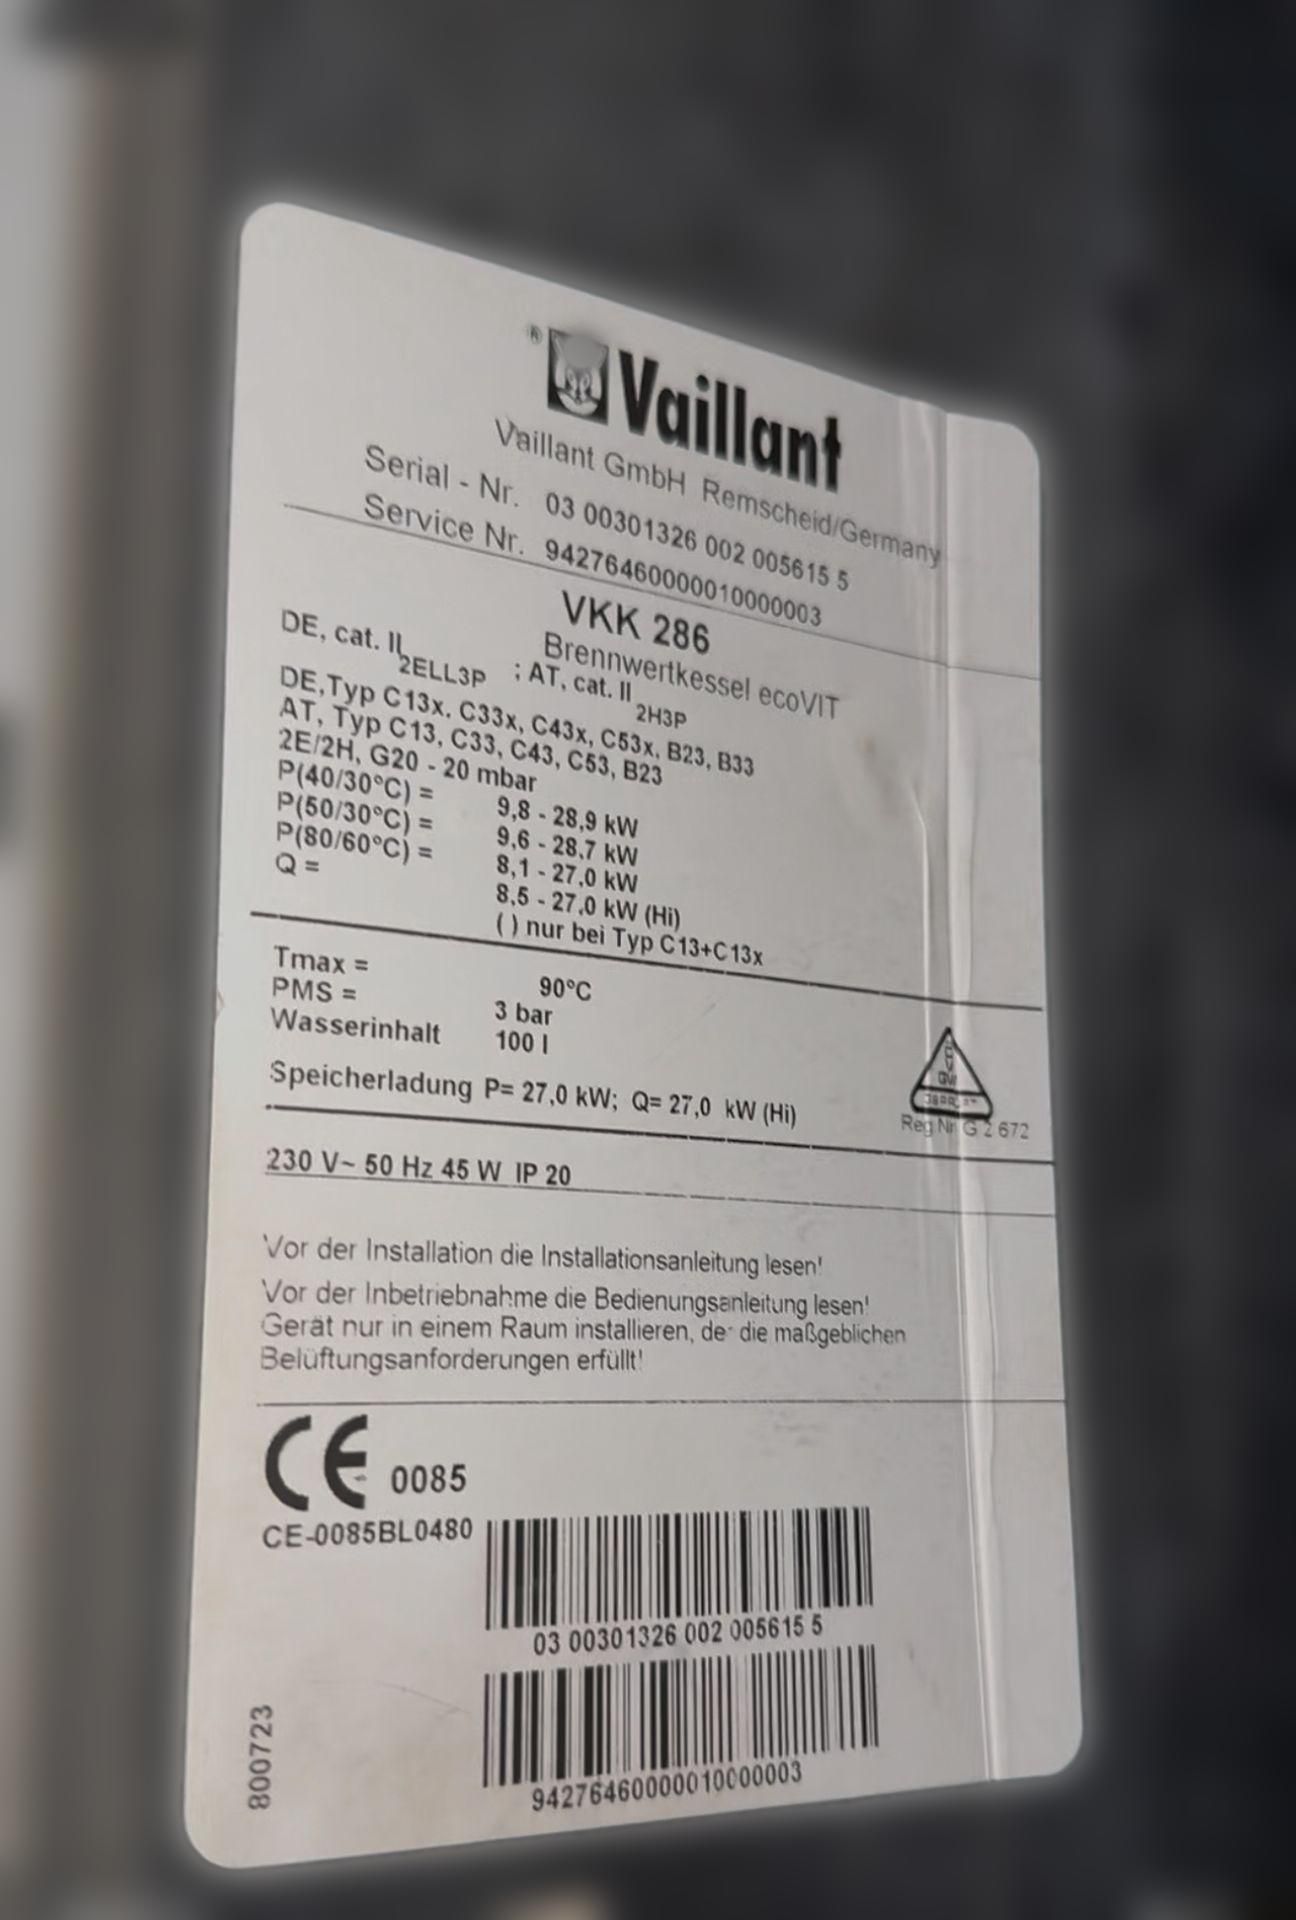 ® Vaillant
Vaillant GmbH Remscheid/Germany
Serial - Nr. 03 00301326 002 005615 5
Service Nr. 94276460000010000003
VKK 286
Brennwertkessel ecoVIT
DE, cat. II 2ELL3P ; AT, cat. II 2H3P
DE,Typ C13x. C33x, C43x, C53x, B23, B33
AT, Typ C13, C33, C43, C53, B23
2E/2H, G20 - 20 mbar
P(40/30°C) = 9,8 - 28,9 kW
P(50/30°C) = 9,6 - 28,7 kW
P(80/60°C) = 8,1 - 27,0 kW
Q = 8,5 - 27,0 kW (Hi)
( ) nur bei Typ C13+C13x
Tmax = 90°C
PMS = 3 bar
Wasserinhalt 100 l
Speicherladung P= 27,0 kW; Q= 27,0 kW (Hi)
Reg Nr G 2 672
230 V~ 50 Hz 45 W IP 20
Vor der Installation die Installationsanleitung lesen!
Vor der Inbetriebnahme die Bedienungsanleitung lesen!
Gerät nur in einem Raum installieren, der die maßgeblichen
Belüftungsanforderungen erfüllt!
CE 0085
CE-0085BL0480
03 00301326 002 005615 5
94276460000010000003
800723